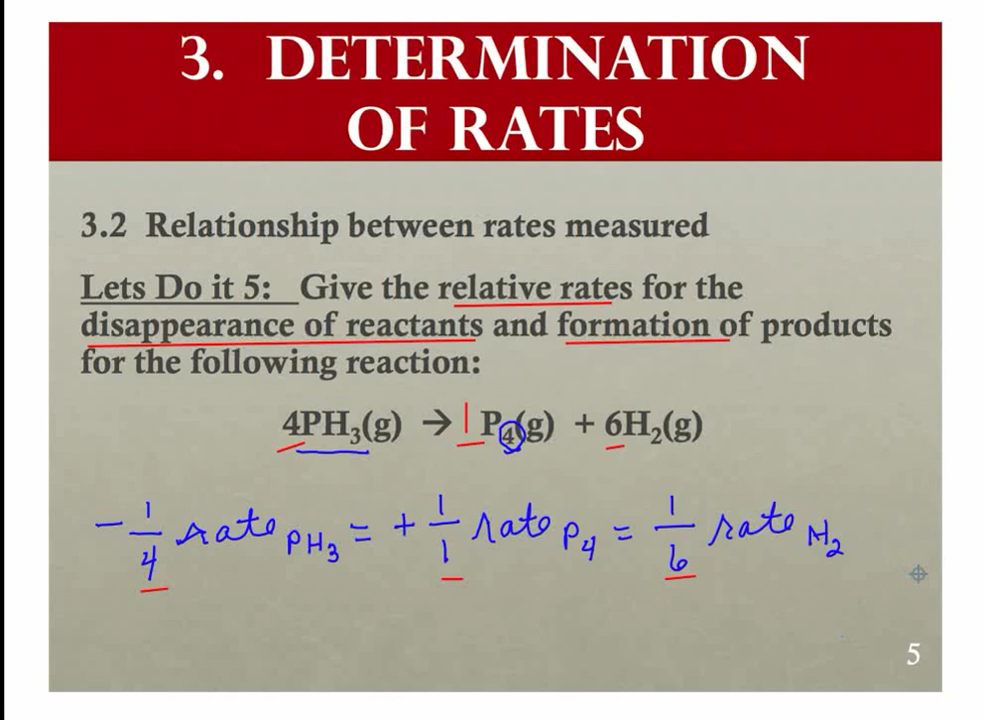 3. DETERMINATION
OF RATES
3.2 Relationship between rates measured
Lets Do it 5: Give the relative rates for the
disappearance of reactants and formation of products
for the following reaction:
4PH₃(g) → 1 P₄(g) + 6H₂(g)
- 1/4 rate PH₃ = + 1/1 rate P₄ = 1/6 rate H₂
5